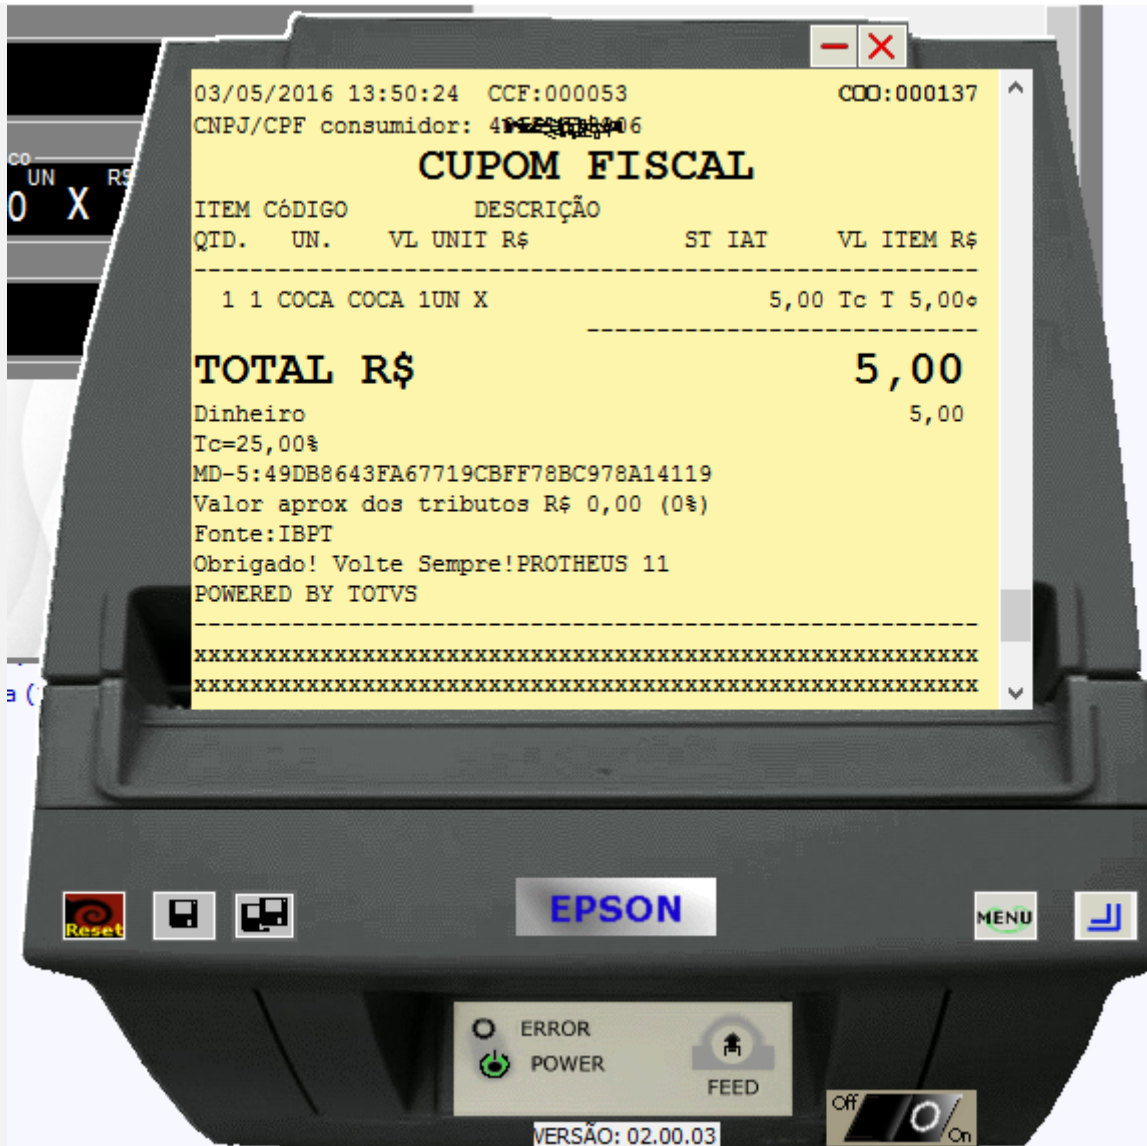 03/05/2016 13:50:24 CCF:000053 COO:000137
CNPJ/CPF consumidor:
CUPOM FISCAL
ITEM CóDIGO DESCRIÇÃO
QTD. UN. VL UNIT R$ ST IAT VL ITEM R$
--------------------------------------------------------
1 1 COCA COCA 1UN X 5,00 Tc T 5,00¢
----------------------------
TOTAL R$ 5,00
Dinheiro 5,00
Tc=25,00%
MD-5:49DB8643FA67719CBFF78BC978A14119
Valor aprox dos tributos R$ 0,00 (0%)
Fonte:IBPT
Obrigado! Volte Sempre!PROTHEUS 11
POWERED BY TOTVS
--------------------------------------------------------
xxxxxxxxxxxxxxxxxxxxxxxxxxxxxxxxxxxxxxxxxxxxxxxxxxxxxxxx
xxxxxxxxxxxxxxxxxxxxxxxxxxxxxxxxxxxxxxxxxxxxxxxxxxxxxxxx
co
UN R$
0 X
a (
Reset
EPSON
MENU
ERROR
POWER
FEED
Off
On
VERSÃO: 02.00.03